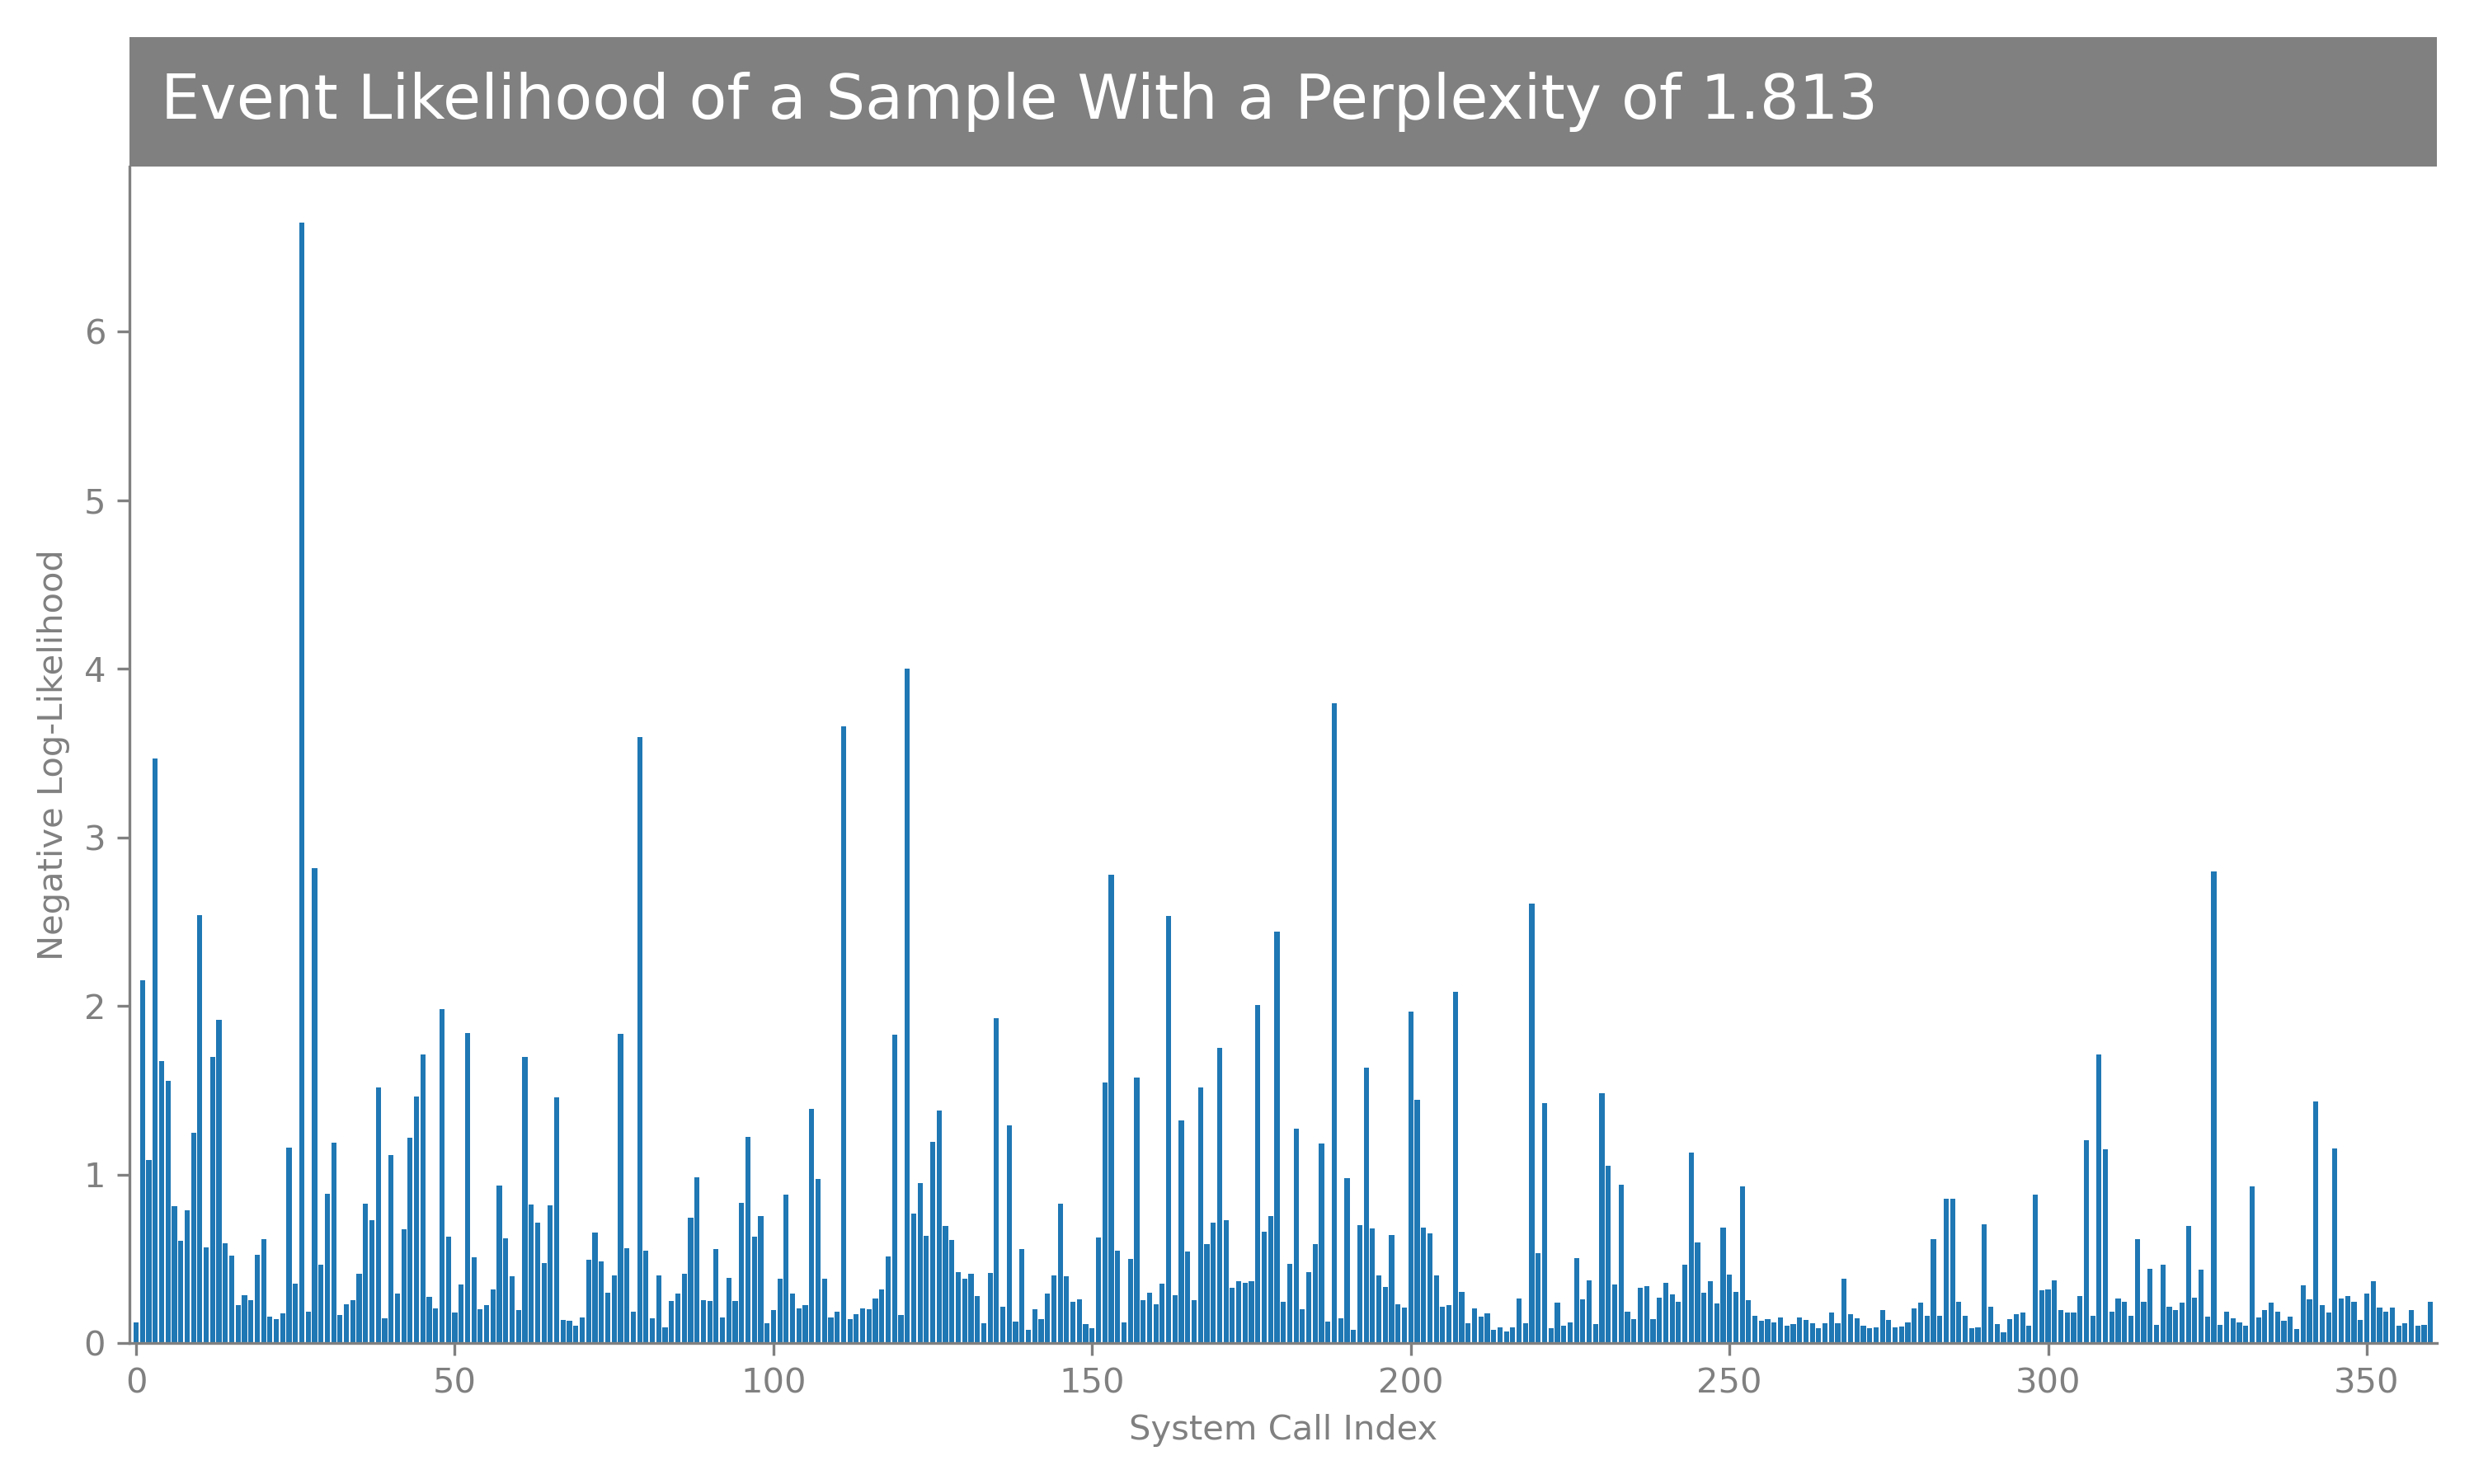 Event Likelihood of a Sample With a Perplexity of 1.813
6
5
4
3
2
1
0
Negative Log-Likelihood
0 50 100 150 200 250 300 350
System Call Index